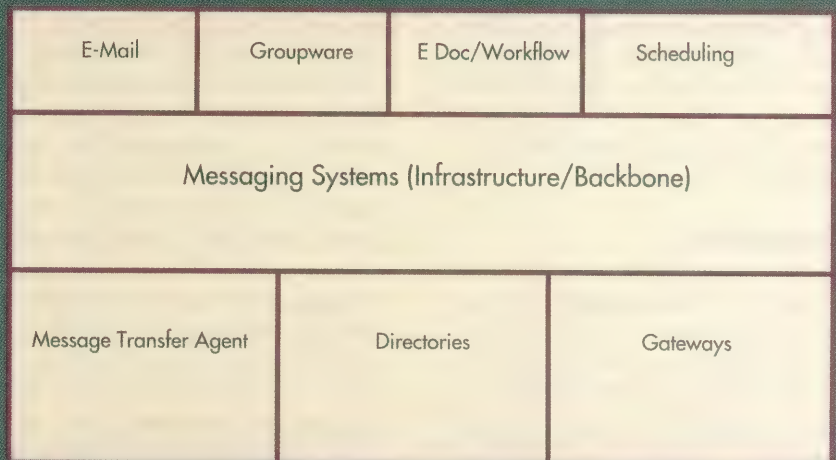 E-Mail
Groupware
E Doc/Workflow
Scheduling
Messaging Systems (Infrastructure/Backbone)
Message Transfer Agent
Directories
Gateways